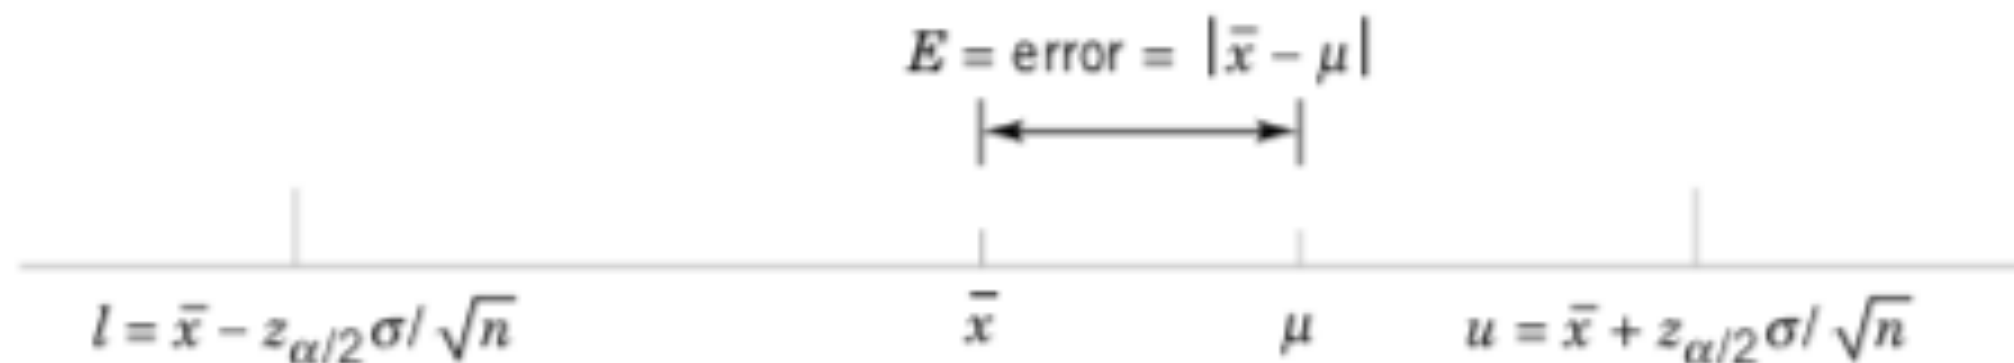 E = error = |x̄ − μ|
l = x̄ − z_{α/2}σ/√n x̄ μ u = x̄ + z_{α/2}σ/√n